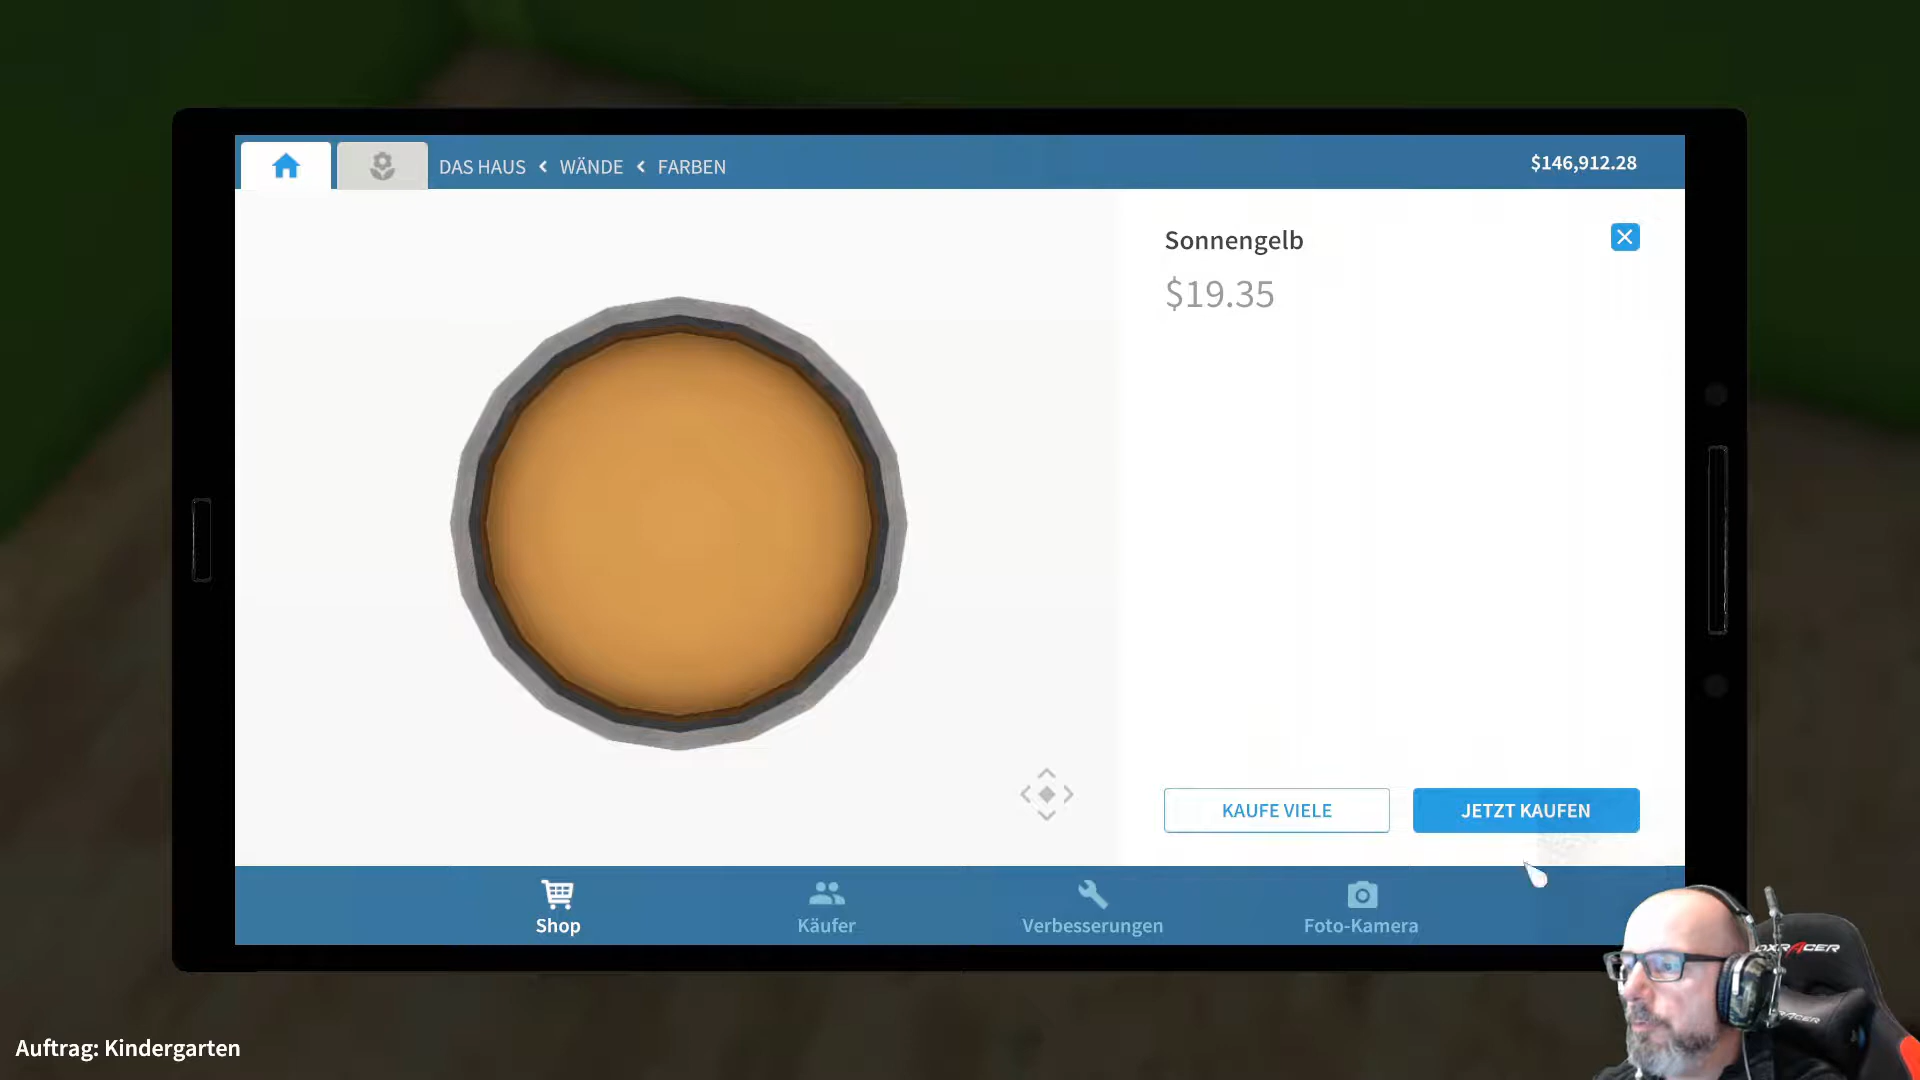 DAS HAUS < WÄNDE < FARBEN
$146,912.28
Sonnengelb
$19.35
KAUFE VIELE
JETZT KAUFEN
Shop
Käufer
Verbesserungen
Foto-Kamera
Auftrag: Kindergarten